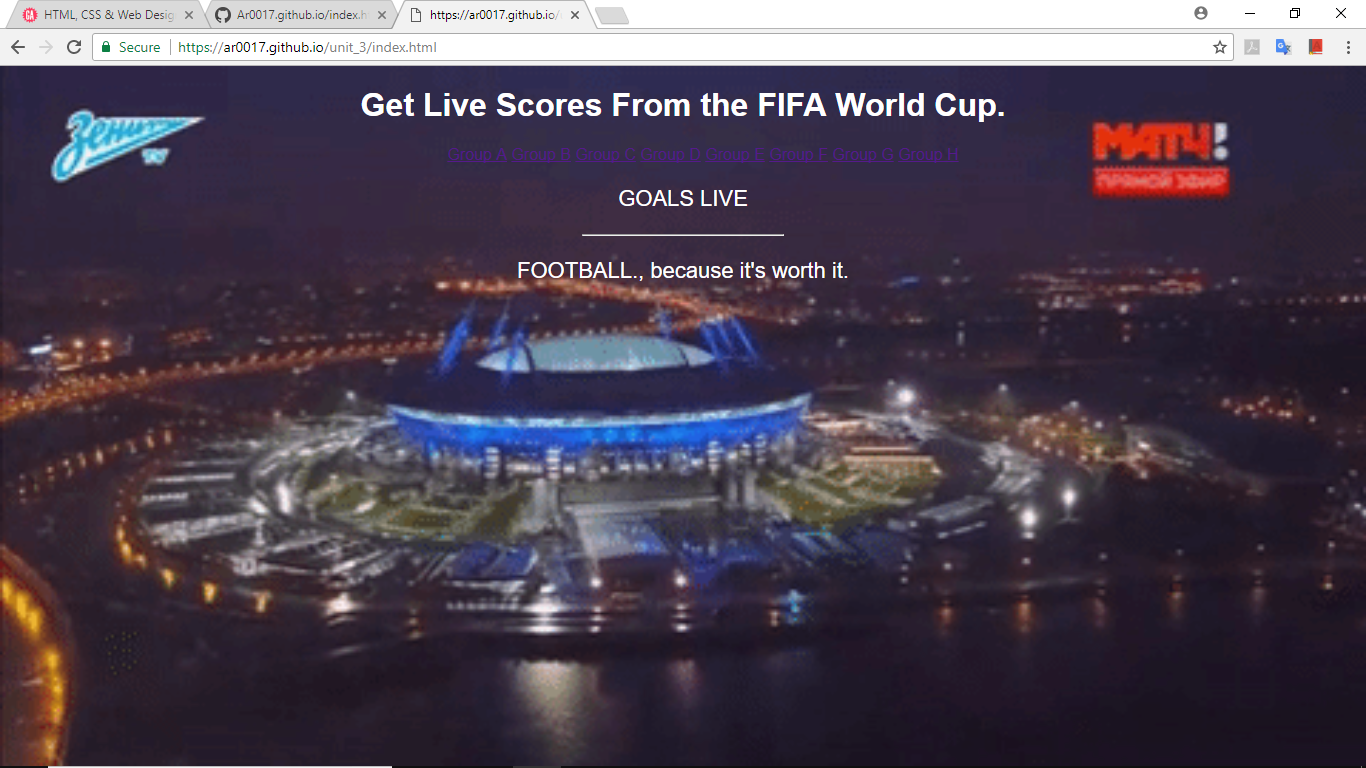 HTML, CSS & Web Desig
Ar0017.github.io/index.h
https://ar0017.github.io/
Secure
https://ar0017.github.io/unit_3/index.html
Get Live Scores From the FIFA World Cup.
Зенит
TV
МАТЧ!
ПРЯМОЙ ЭФИР
Group A Group B Group C Group D Group E Group F Group G Group H
GOALS LIVE
FOOTBALL., because it's worth it.